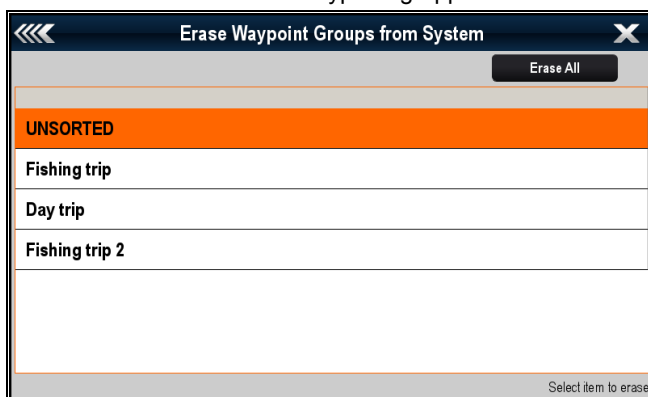 Erase Waypoint Groups from System
Erase All
UNSORTED
Fishing trip
Day trip
Fishing trip 2
Select item to erase